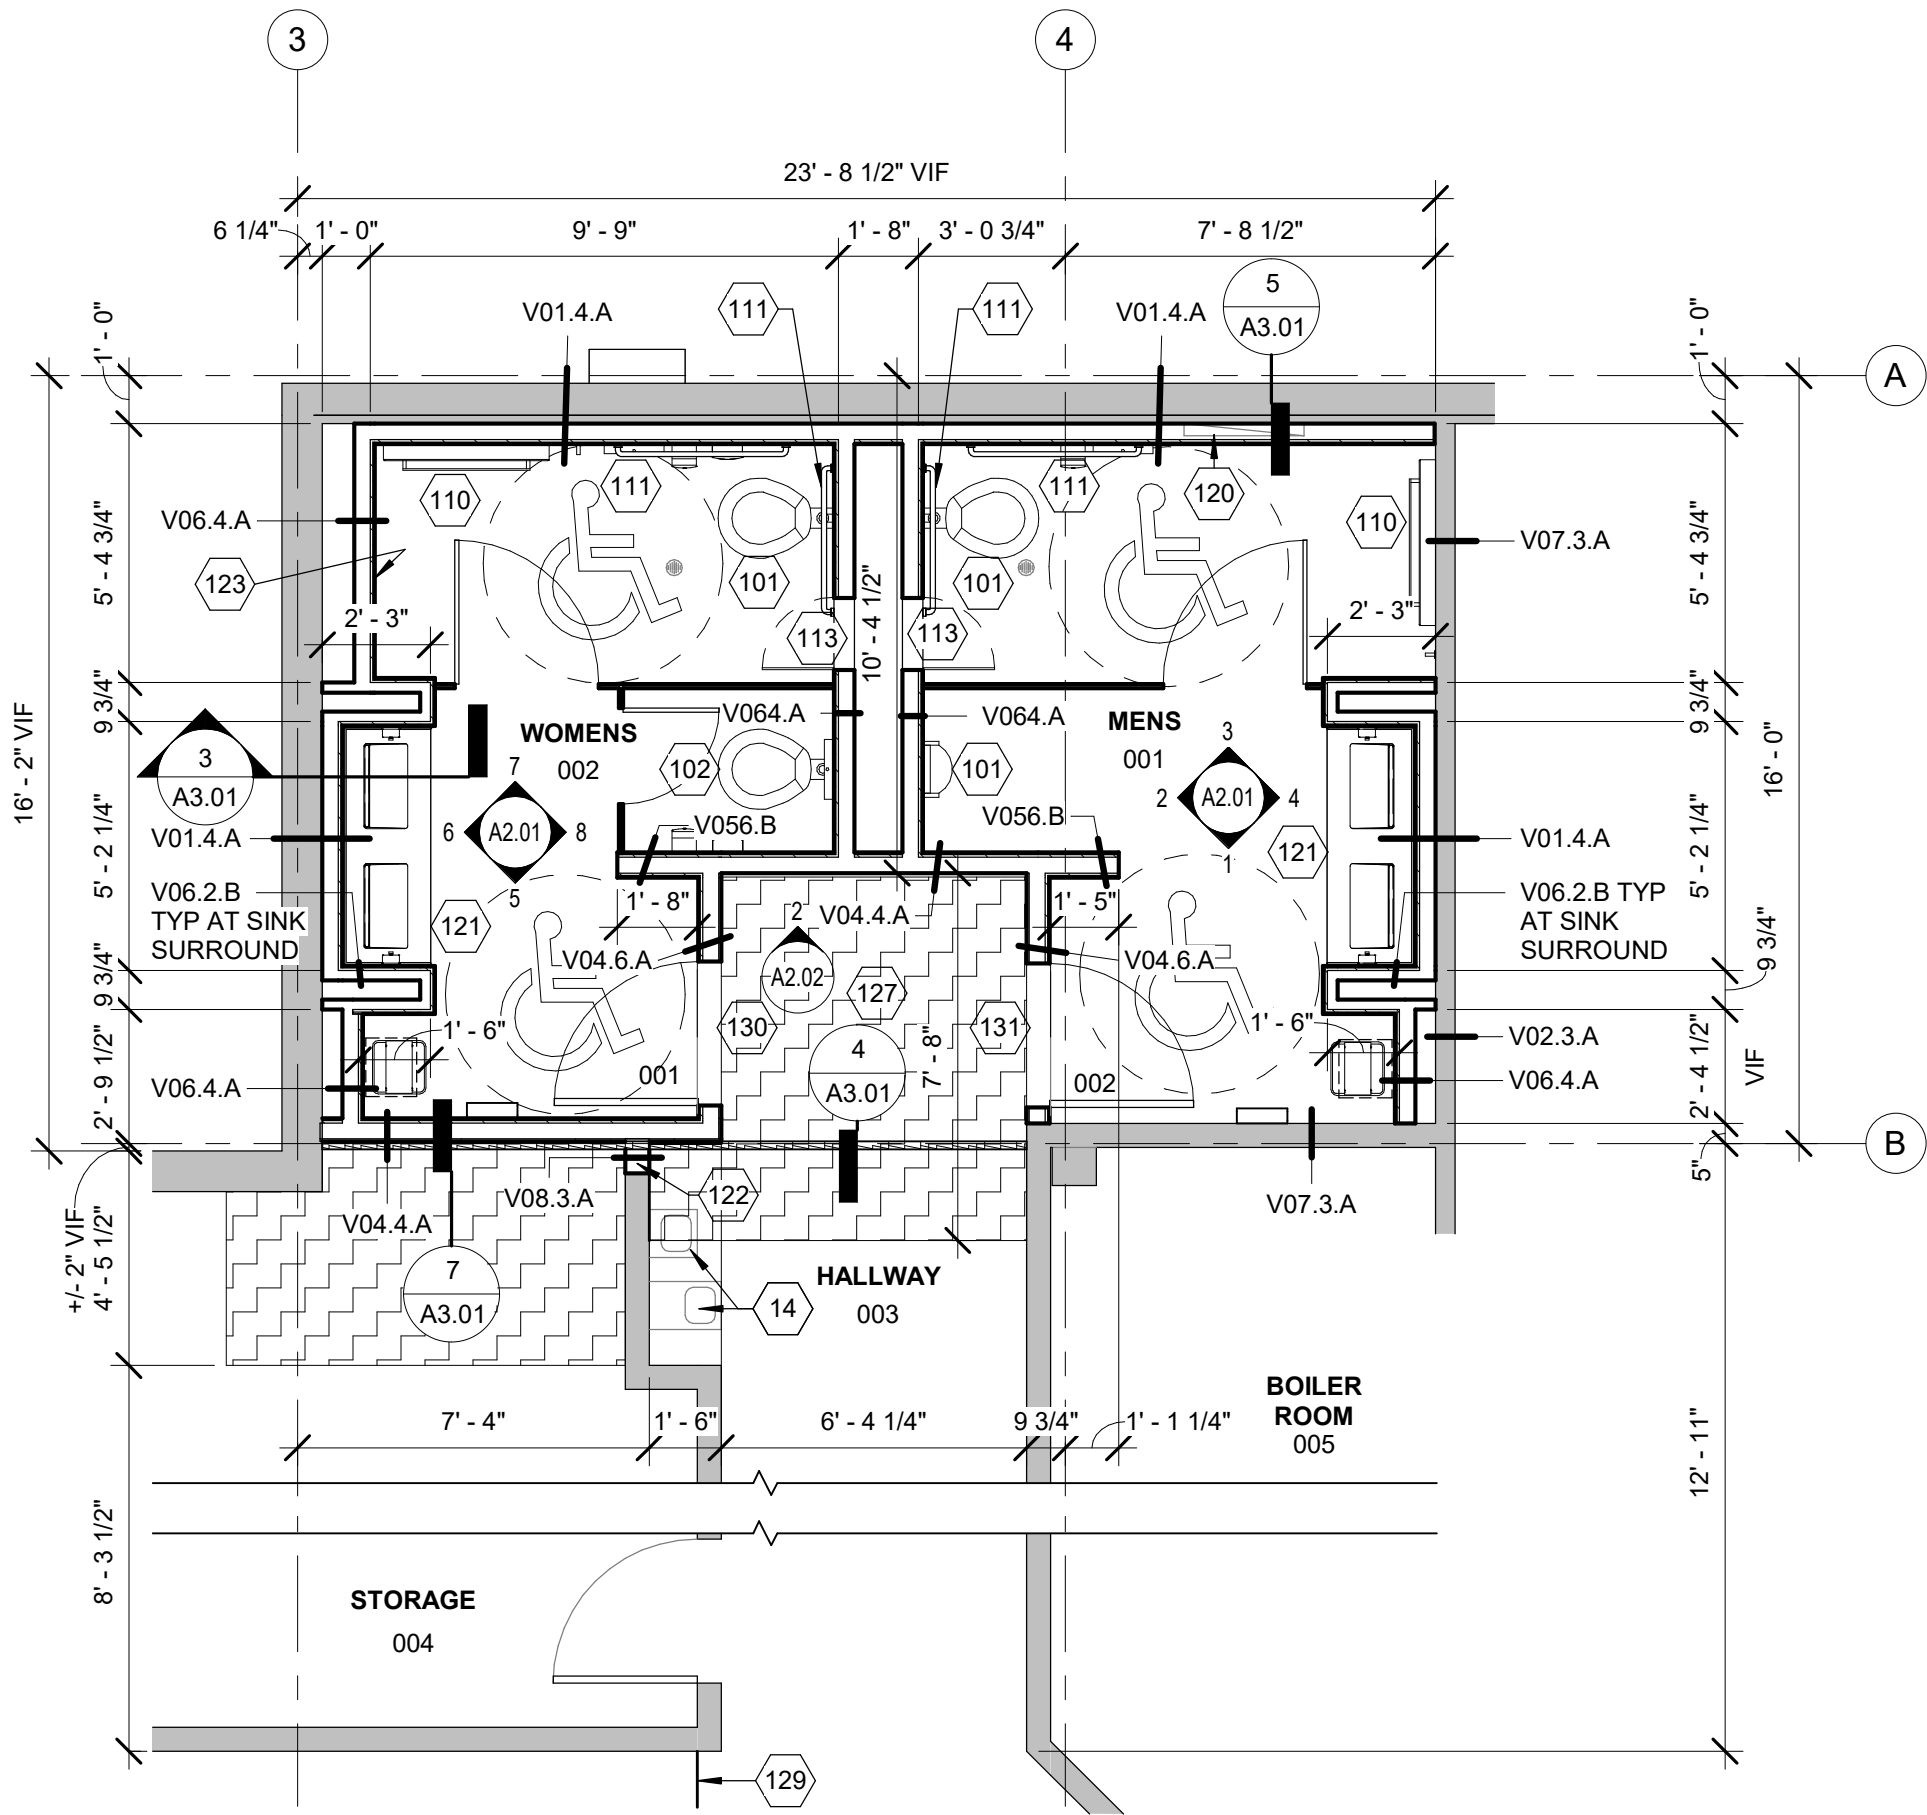 3
4
23' - 8 1/2" VIF
6 1/4"
1' - 0"
9' - 9"
1' - 8"
3' - 0 3/4"
7' - 8 1/2"
V01.4.A
111
111
V01.4.A
5
A3.01
1' - 0"
1' - 0"
A
110
111
111
120
110
V06.4.A
V07.3.A
123
5' - 4 3/4"
5' - 4 3/4"
101
101
2' - 3"
113
113
2' - 3"
10' - 4 1/2"
9 3/4"
9 3/4"
16' - 2" VIF
16' - 0"
WOMENS
002
V064.A
V064.A
MENS
001
3
A3.01
102
101
7
6
A2.01
8
5
3
2
A2.01
4
1
V056.B
V056.B
V01.4.A
V01.4.A
121
5' - 2 1/4"
5' - 2 1/4"
V06.2.B
TYP AT SINK
SURROUND
V06.2.B TYP
AT SINK
SURROUND
121
1' - 8"
2
V04.4.A
1' - 5"
V04.6.A
A2.02
V04.6.A
9 3/4"
9 3/4"
127
130
131
1' - 6"
1' - 6"
4
A3.01
7' - 8"
V02.3.A
V06.4.A
001
002
V06.4.A
2' - 9 1/2"
2' - 4 1/2"
VIF
5"
B
V08.3.A
122
V04.4.A
V07.3.A
+/- 2" VIF
4' - 5 1/2"
7
A3.01
14
HALLWAY
003
BOILER
ROOM
005
7' - 4"
1' - 6"
6' - 4 1/4"
9 3/4"
1' - 1 1/4"
12' - 11"
8' - 3 1/2"
STORAGE
004
129